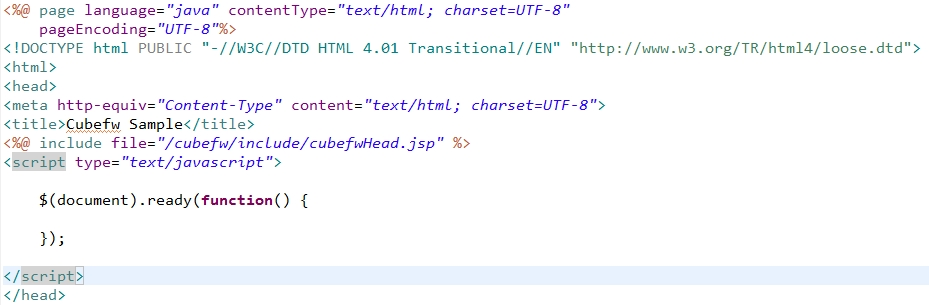 <%@ page language="java" contentType="text/html; charset=UTF-8"
    pageEncoding="UTF-8"%>
<!DOCTYPE html PUBLIC "-//W3C//DTD HTML 4.01 Transitional//EN" "http://www.w3.org/TR/html4/loose.dtd">
<html>
<head>
<meta http-equiv="Content-Type" content="text/html; charset=UTF-8">
<title>Cubefw Sample</title>
<%@ include file="/cubefw/include/cubefwHead.jsp" %>
<script type="text/javascript">
    $(document).ready(function() {
    });
</script>
</head>